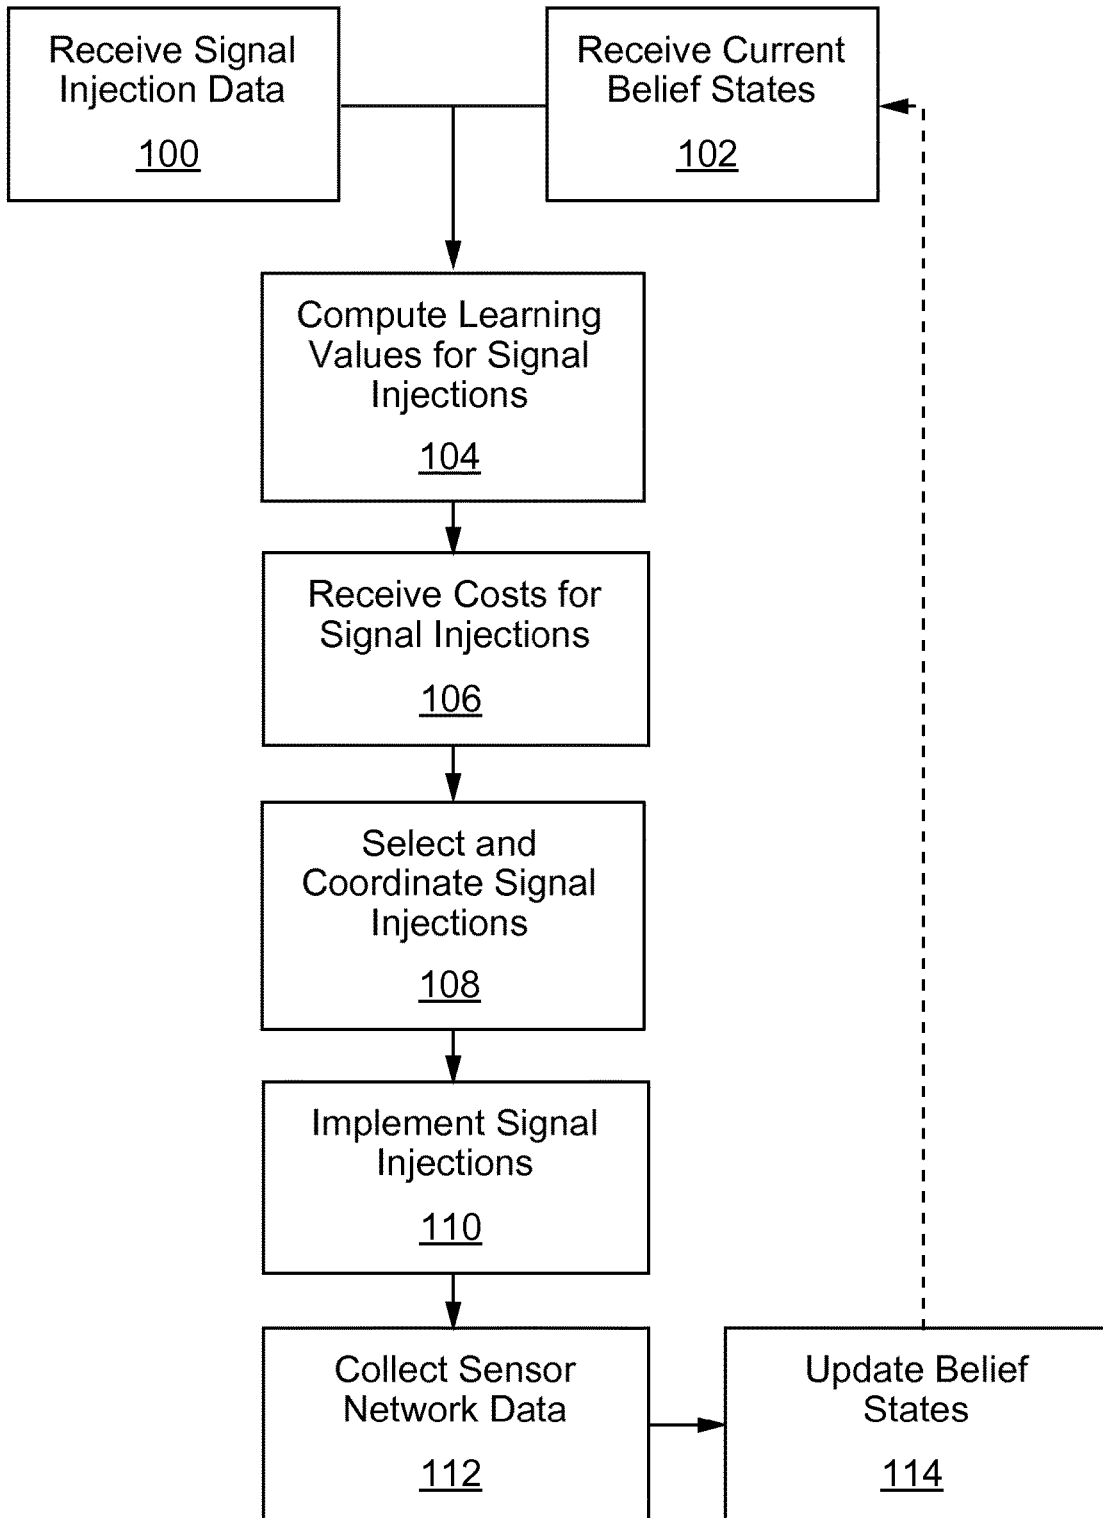 Receive Signal
Injection Data
100
Receive Current
Belief States
102
Compute Learning
Values for Signal
Injections
104
Receive Costs for
Signal Injections
106
Select and
Coordinate Signal
Injections
108
Implement Signal
Injections
110
Collect Sensor
Network Data
112
Update Belief
States
114